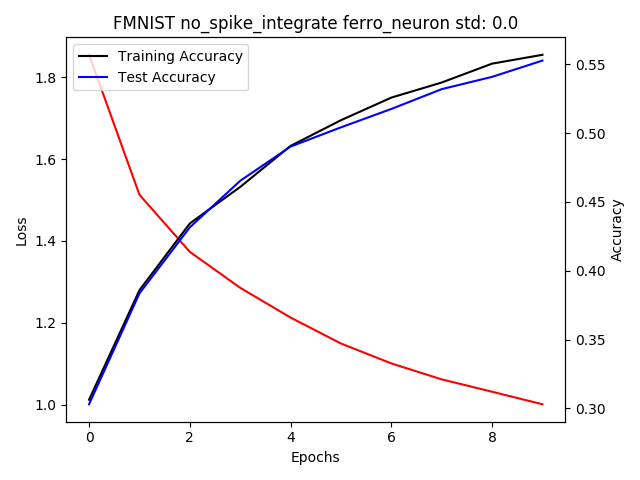 FMNIST no_spike_integrate ferro_neuron std: 0.0
Training Accuracy
Test Accuracy
1.8
1.6
1.4
1.2
1.0
Loss
0.55
0.50
0.45
0.40
0.35
0.30
Accuracy
0 2 4 6 8
Epochs